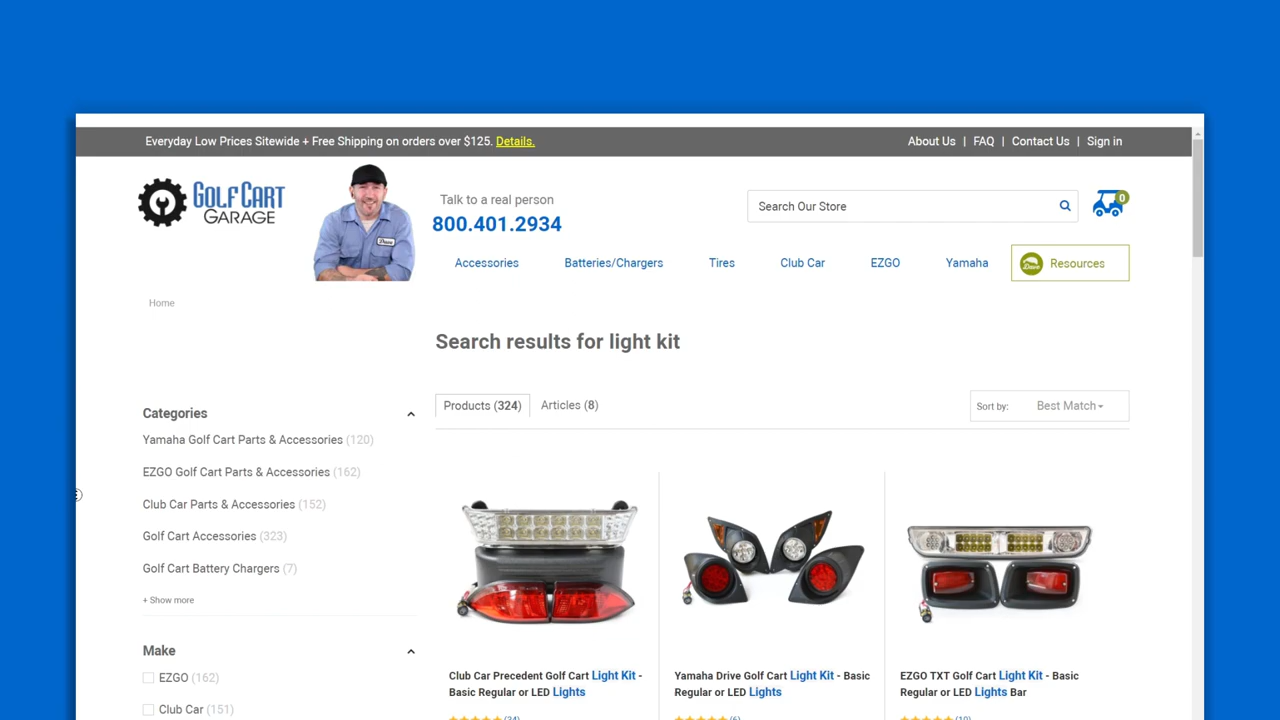 Everyday Low Prices Sitewide + Free Shipping on orders over $125. Details.
About Us | FAQ | Contact Us | Sign in
GOLF CART
GARAGE
Dave
Talk to a real person
800.401.2934
Search Our Store
0
Accessories Batteries/Chargers Tires Club Car EZGO Yamaha Resources
Home
Search results for light kit
Products (324) Articles (8)
Sort by: Best Match
Categories
Yamaha Golf Cart Parts & Accessories (120)
EZGO Golf Cart Parts & Accessories (162)
Club Car Parts & Accessories (152)
Golf Cart Accessories (323)
Golf Cart Battery Chargers (7)
+ Show more
Make
EZGO (162)
Club Car (151)
Club Car Precedent Golf Cart Light Kit -
Basic Regular or LED Lights
Yamaha Drive Golf Cart Light Kit - Basic
Regular or LED Lights
EZGO TXT Golf Cart Light Kit - Basic
Regular or LED Lights Bar